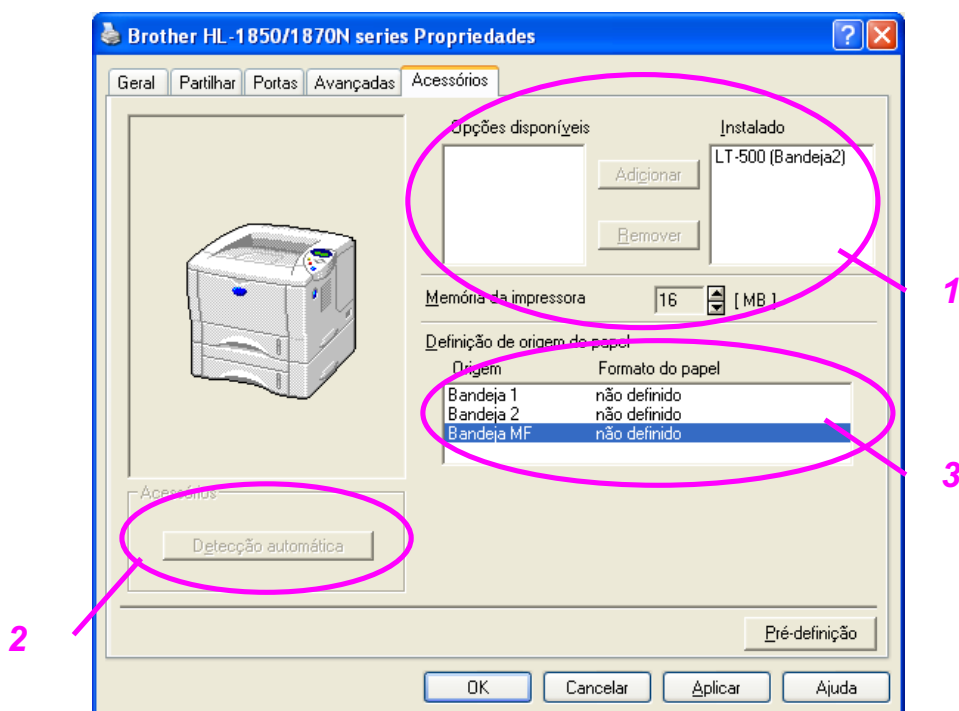 Brother HL-1850/1870N series Propriedades
Geral Partilhar Portas Avançadas Acessórios
Opções disponíveis Instalado
LT-500 (Bandeja2)
Adicionar
Remover
1
Memória da impressora 16 [ MB ]
Definição de origem do papel
Origem Formato do papel
Bandeja 1 não definido
Bandeja 2 não definido
Bandeja MF não definido
3
Acessórios
Detecção automática
2
Pré-definição
OK Cancelar Aplicar Ajuda